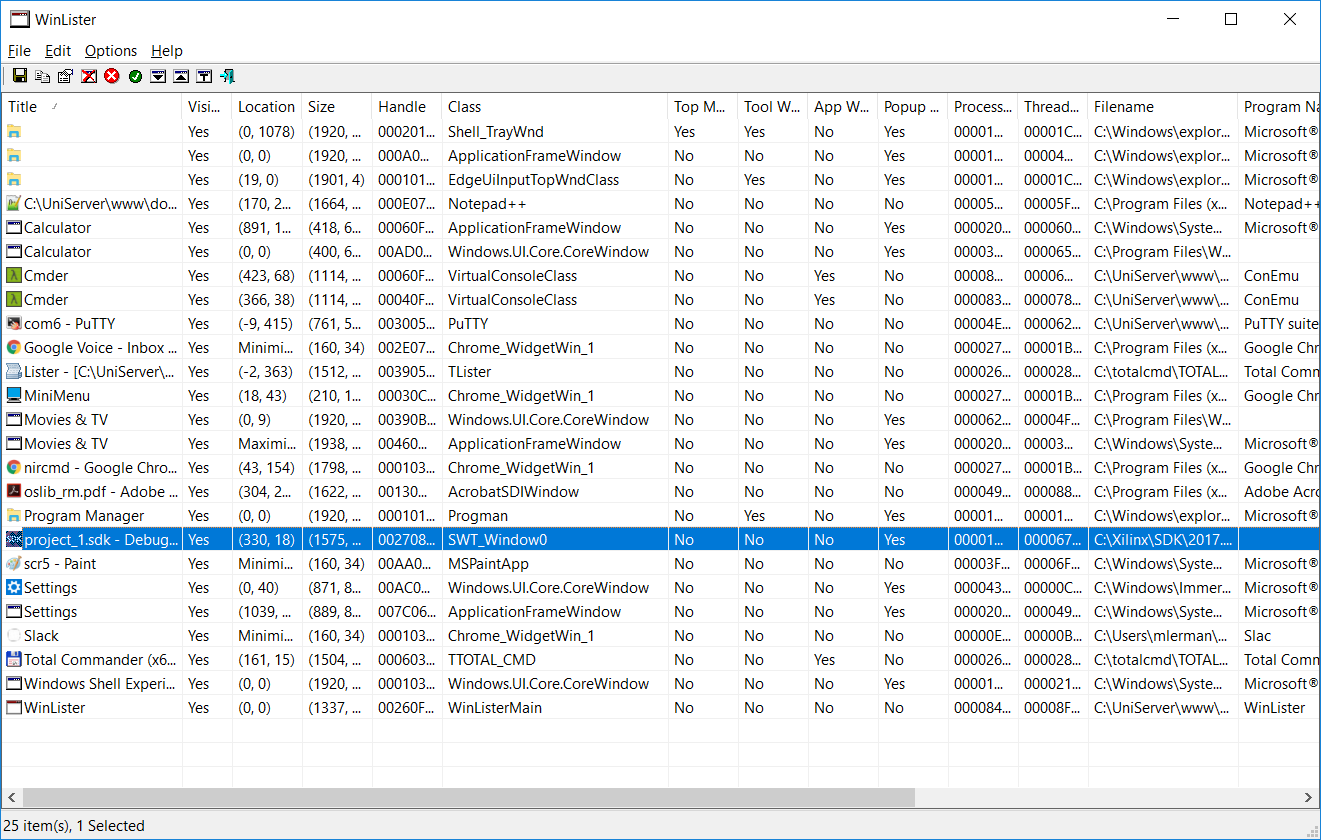 WinLister
File Edit Options Help
Title Visi... Location Size Handle Class Top M... Tool W... App W... Popup ... Process... Thread... Filename Program Na
Yes (0, 1078) (1920, ... 000201... Shell_TrayWnd Yes Yes No Yes 00001... 00001C... C:\Windows\explor... Microsoft®
Yes (0, 0) (1920, ... 000A0... ApplicationFrameWindow No No No Yes 00001... 00004... C:\Windows\explor... Microsoft®
Yes (19, 0) (1901, 4) 000101... EdgeUiInputTopWndClass No Yes No Yes 00001... 00001C... C:\Windows\explor... Microsoft®
C:\UniServer\www\do... Yes (170, 2... (1664, ... 000E07... Notepad++ No No No No 00005... 00005F... C:\Program Files (x... Notepad++
Calculator Yes (891, 1... (418, 6... 00060F... ApplicationFrameWindow No No No Yes 000020... 000060... C:\Windows\Syste... Microsoft®
Calculator Yes (0, 0) (400, 6... 00AD0... Windows.UI.Core.CoreWindow No No No Yes 00003... 000065... C:\Program Files\W...
Cmder Yes (423, 68) (1114, ... 00060F... VirtualConsoleClass No No Yes No 00008... 00006... C:\UniServer\www\... ConEmu
Cmder Yes (366, 38) (1114, ... 00040F... VirtualConsoleClass No No Yes No 000083... 000078... C:\UniServer\www\... ConEmu
com6 - PuTTY Yes (-9, 415) (761, 5... 003005... PuTTY No No No No 00004E... 000062... C:\UniServer\www\... PuTTY suite
Google Voice - Inbox ... Yes Minimi... (160, 34) 002E07... Chrome_WidgetWin_1 No No No No 000027... 00001B... C:\Program Files (x... Google Chr
Lister - [C:\UniServer\... Yes (-2, 363) (1512, ... 003905... TLister No No No No 000026... 000028... C:\totalcmd\TOTAL... Total Comm
MiniMenu Yes (18, 43) (210, 1... 00030C... Chrome_WidgetWin_1 No No No No 000027... 00001B... C:\Program Files (x... Google Chr
Movies & TV Yes (0, 9) (1920, ... 00390B... Windows.UI.Core.CoreWindow No No No Yes 000062... 00004F... C:\Program Files\W...
Movies & TV Yes Maximi... (1938, ... 00460... ApplicationFrameWindow No No No Yes 000020... 00003... C:\Windows\Syste... Microsoft®
nircmd - Google Chro... Yes (43, 154) (1798, ... 000103... Chrome_WidgetWin_1 No No No No 000027... 00001B... C:\Program Files (x... Google Chr
oslib_rm.pdf - Adobe ... Yes (304, 2... (1622, ... 00130... AcrobatSDIWindow No No No No 000049... 000088... C:\Program Files (x... Adobe Acro
Program Manager Yes (0, 0) (1920, ... 000101... Progman No Yes No Yes 00001... 00001... C:\Windows\explor... Microsoft®
project_1.sdk - Debug... Yes (330, 18) (1575, ... 002708... SWT_Window0 No No No Yes 00001... 000067... C:\Xilinx\SDK\2017....
scr5 - Paint Yes Minimi... (160, 34) 00AA0... MSPaintApp No No No No 00003F... 00006F... C:\Windows\Syste... Microsoft®
Settings Yes (0, 40) (871, 8... 00AC0... Windows.UI.Core.CoreWindow No No No Yes 000043... 00000C... C:\Windows\Immer... Microsoft®
Settings Yes (1039, ... (889, 8... 007C06... ApplicationFrameWindow No No No Yes 000020... 000049... C:\Windows\Syste... Microsoft®
Slack Yes Minimi... (160, 34) 000103... Chrome_WidgetWin_1 No No No No 00000E... 00000B... C:\Users\mlerman\... Slac
Total Commander (x6... Yes (161, 15) (1504, ... 000603... TTOTAL_CMD No No Yes No 000026... 000028... C:\totalcmd\TOTAL... Total Comm
Windows Shell Experi... Yes (0, 0) (1920, ... 000103... Windows.UI.Core.CoreWindow No No No Yes 00001... 000021... C:\Windows\Syste... Microsoft®
WinLister Yes (0, 0) (1337, ... 00260F... WinListerMain No No No No 000084... 00008F... C:\UniServer\www\... WinLister
25 item(s), 1 Selected